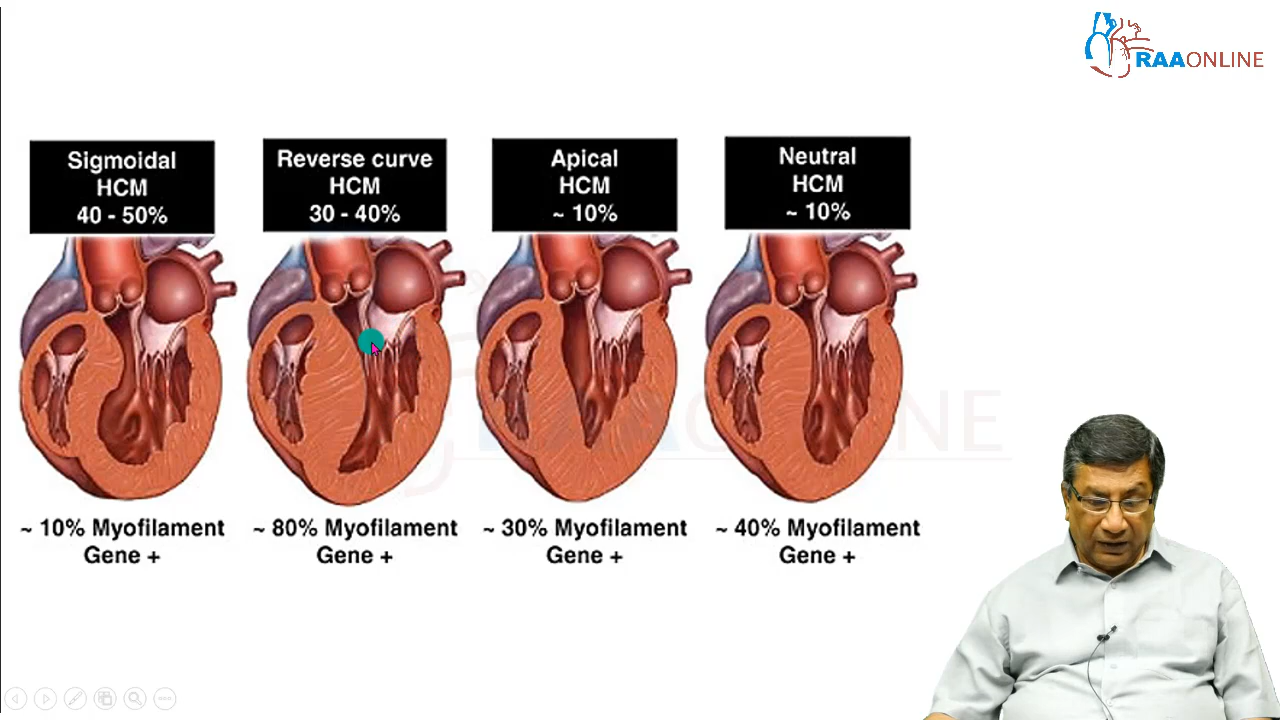 RAAONLINE
Sigmoidal
HCM
40 - 50%
Reverse curve
HCM
30 - 40%
Apical
HCM
~ 10%
Neutral
HCM
~ 10%
RAAONLINE
~ 10% Myofilament
Gene +
~ 80% Myofilament
Gene +
~ 30% Myofilament
Gene +
~ 40% Myofilament
Gene +